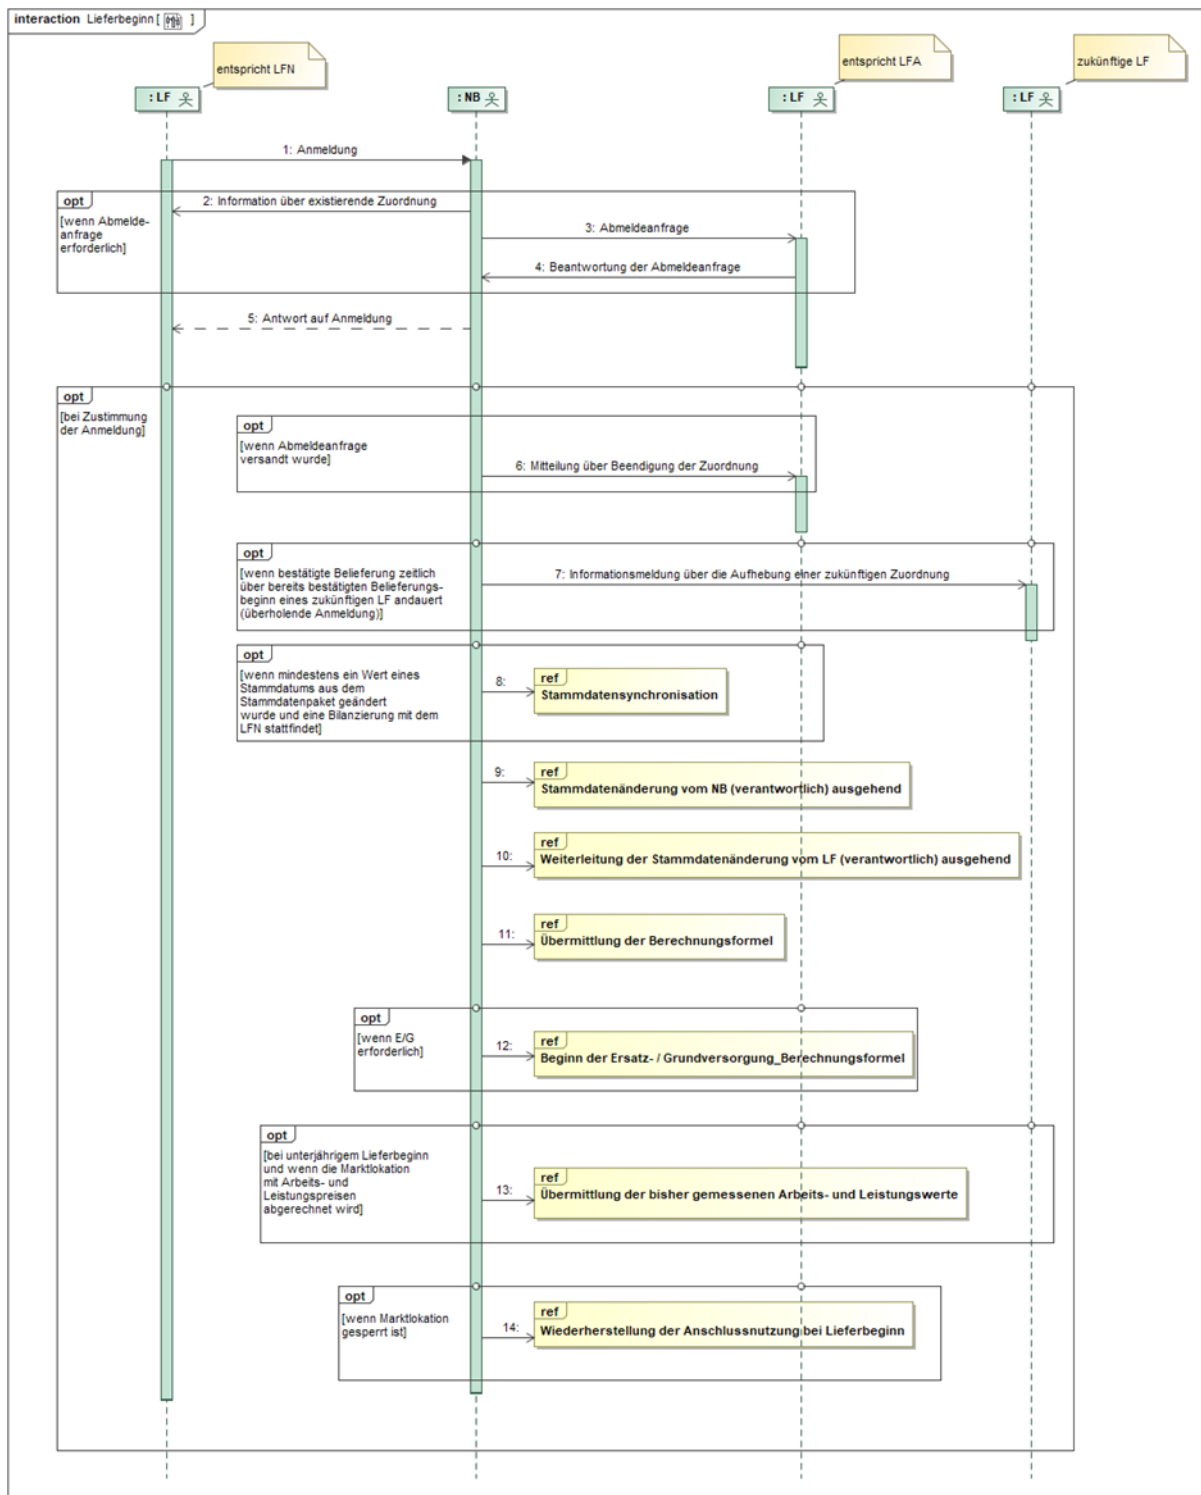 interaction Lieferbeginn [ ]
entspricht LFN
entspricht LFA
zukünftige LF
: LF
: NB
: LF
: LF
1: Anmeldung
opt
[wenn Abmelde-
anfrage
erforderlich]
2: Information über existierende Zuordnung
3: Abmeldeanfrage
4: Beantwortung der Abmeldeanfrage
5: Antwort auf Anmeldung
opt
[bei Zustimmung
der Anmeldung]
opt
[wenn Abmeldeanfrage
versandt wurde]
6: Mitteilung über Beendigung der Zuordnung
opt
[wenn bestätigte Belieferung zeitlich
über bereits bestätigten Belieferungs-
beginn eines zukünftigen LF andauert
(überholende Anmeldung)]
7: Informationsmeldung über die Aufhebung einer zukünftigen Zuordnung
opt
[wenn mindestens ein Wert eines
Stammdatums aus dem
Stammdatenpaket geändert
wurde und eine Bilanzierung mit dem
LFN stattfindet]
8:
ref
Stammdatensynchronisation
9:
ref
Stammdatenänderung vom NB (verantwortlich) ausgehend
10:
ref
Weiterleitung der Stammdatenänderung vom LF (verantwortlich) ausgehend
11:
ref
Übermittlung der Berechnungsformel
opt
[wenn E/G
erforderlich]
12:
ref
Beginn der Ersatz- / Grundversorgung_Berechnungsformel
opt
[bei unterjährigem Lieferbeginn
und wenn die Marktlokation
mit Arbeits- und
Leistungspreisen
abgerechnet wird]
13:
ref
Übermittlung der bisher gemessenen Arbeits- und Leistungswerte
opt
[wenn Marktlokation
gesperrt ist]
14:
ref
Wiederherstellung der Anschlussnutzung bei Lieferbeginn